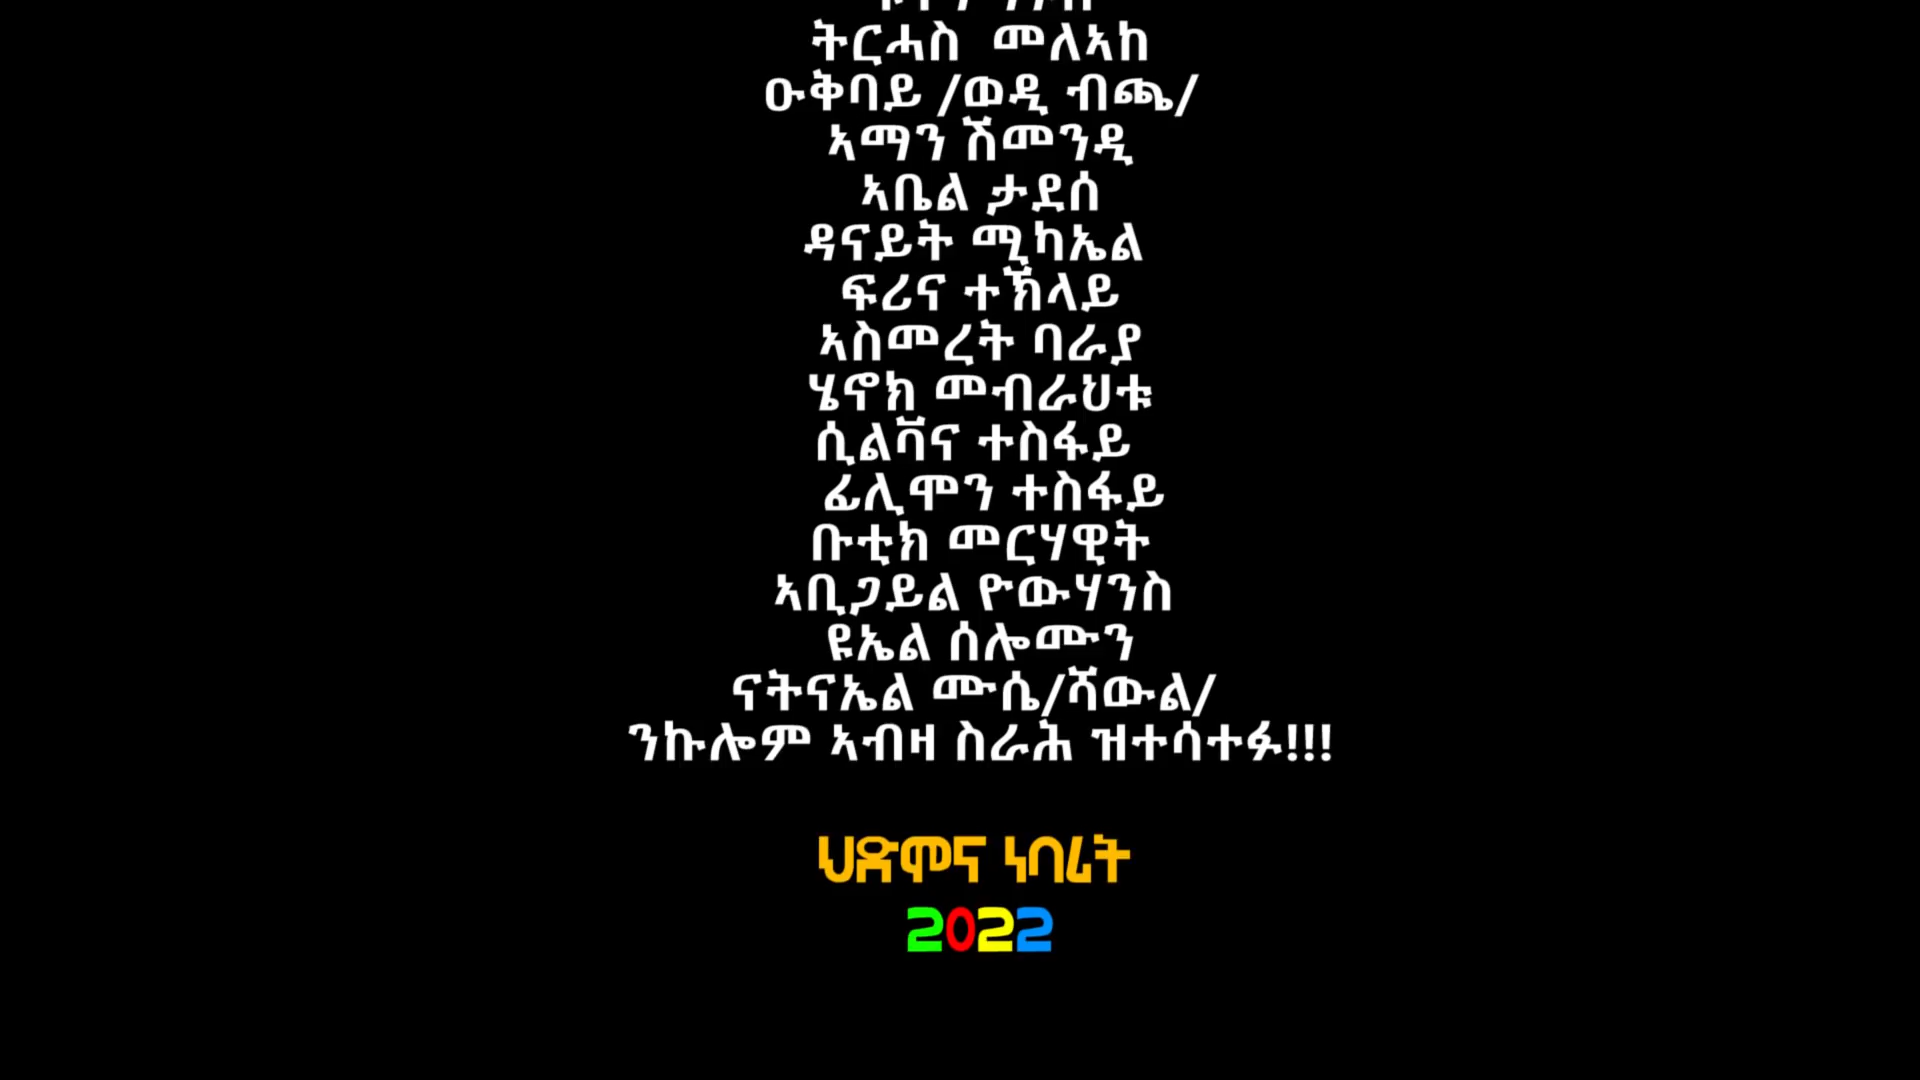 ትርሓስ መለኣከ
ዑቅባይ /ወዲ ብጫ/
ኣማን ሽመንዲ
ኣቤል ታደሰ
ዳናይት ሚካኤል
ፍሪና ተኽላይ
ኣስመረት ባራያ
ሄኖክ መብራህቱ
ሲልቫና ተስፋይ
ፊሊሞን ተስፋይ
ቡቲክ መርሃዊት
ኣቢጋይል ዮውሃንስ
ዩኤል ሰሎሙን
ናትናኤል ሙሴ/ሻውል/
ንኩሎም ኣብዛ ስራሕ ዝተሳተፉ!!!
ህድሞና ነባሪት
2022